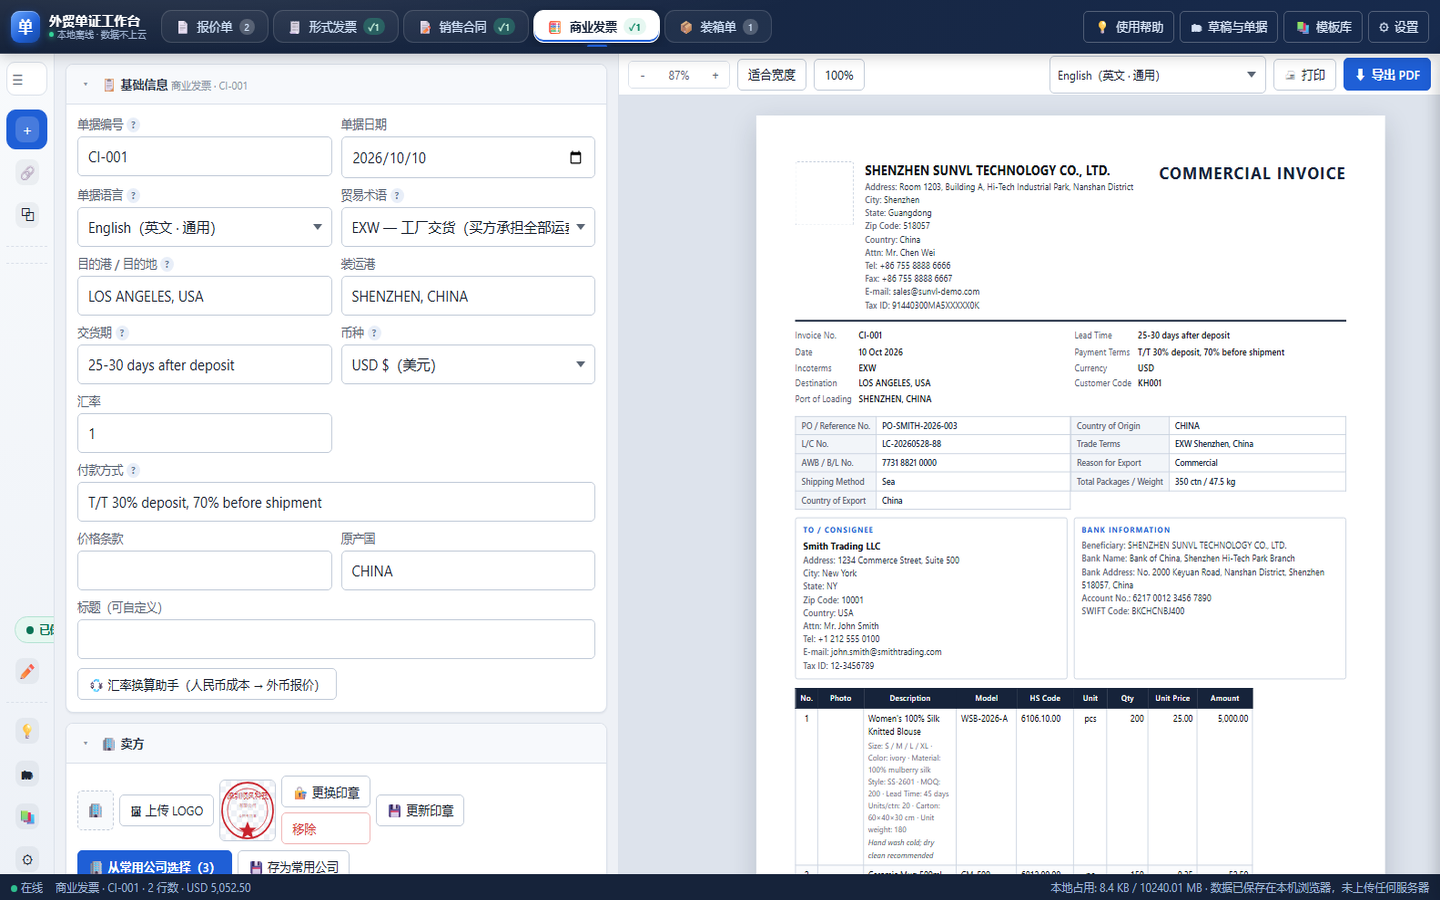 单 外贸单证工作台
本地离线 · 数据不上云
报价单 2
形式发票 √1
销售合同 √1
商业发票 √1
装箱单 1
使用帮助
草稿与单据
模板库
设置
基础信息 商业发票 · CI-001
单据编号 ?
CI-001
单据日期
2026/10/10
单据语言 ?
English（英文 · 通用）
贸易术语 ?
EXW — 工厂交货（买方承担全部运
目的港 / 目的地 ?
LOS ANGELES, USA
装运港
SHENZHEN, CHINA
交货期 ?
25-30 days after deposit
币种 ?
USD $（美元）
汇率
1
付款方式 ?
T/T 30% deposit, 70% before shipment
价格条款
原产国
CHINA
标题（可自定义）
汇率换算助手（人民币成本 → 外币报价）
卖方
上传 LOGO
更换印章
移除
更新印章
从常用公司选择（3）
存为常用公司
- 87% +
适合宽度
100%
English（英文 · 通用）
打印
导出 PDF
SHENZHEN SUNVL TECHNOLOGY CO., LTD.
COMMERCIAL INVOICE
Address: Room 1203, Building A, Hi-Tech Industrial Park, Nanshan District
City: Shenzhen
State: Guangdong
Zip Code: 518057
Country: China
Attn: Mr. Chen Wei
Tel: +86 755 8888 6666
Fax: +86 755 8888 6667
E-mail: sales@sunvl-demo.com
Tax ID: 91440300MA5XXXXX0K
Invoice No. CI-001
Date 10 Oct 2026
Incoterms EXW
Destination LOS ANGELES, USA
Port of Loading SHENZHEN, CHINA
Lead Time 25-30 days after deposit
Payment Terms T/T 30% deposit, 70% before shipment
Currency USD
Customer Code KH001
PO / Reference No. PO-SMITH-2026-003 Country of Origin CHINA
L/C No. LC-20260528-88 Trade Terms EXW Shenzhen, China
AWB / B/L No. 7731 8821 0000 Reason for Export Commercial
Shipping Method Sea Total Packages / Weight 350 ctn / 47.5 kg
Country of Export China
TO / CONSIGNEE
Smith Trading LLC
Address: 1234 Commerce Street, Suite 500
City: New York
State: NY
Zip Code: 10001
Country: USA
Attn: Mr. John Smith
Tel: +1 212 555 0100
E-mail: john.smith@smithtrading.com
Tax ID: 12-3456789
BANK INFORMATION
Beneficiary: SHENZHEN SUNVL TECHNOLOGY CO., LTD.
Bank Name: Bank of China, Shenzhen Hi-Tech Park Branch
Bank Address: No. 2000 Keyuan Road, Nanshan District, Shenzhen
518057, China
Account No.: 6217 0012 3456 7890
SWIFT Code: BKCHCNBJ400
No. Photo Description Model HS Code Unit Qty Unit Price Amount
1 Women's 100% Silk WSB-2026-A 6106.10.00 pcs 200 25.00 5,000.00
Knitted Blouse
Size: S / M / L / XL ·
Color: ivory · Material:
100% mulberry silk
Style: SS-2601 · MOQ:
200 · Lead Time: 45 days
Units/ctn: 20 · Carton:
60×40×30 cm · Unit
weight: 180
Hand wash cold; dry
clean recommended
在线 商业发票 · CI-001 · 2 行数 · USD 5,052.50
本地占用: 8.4 KB / 10240.01 MB · 数据已保存在本机浏览器，未上传任何服务器